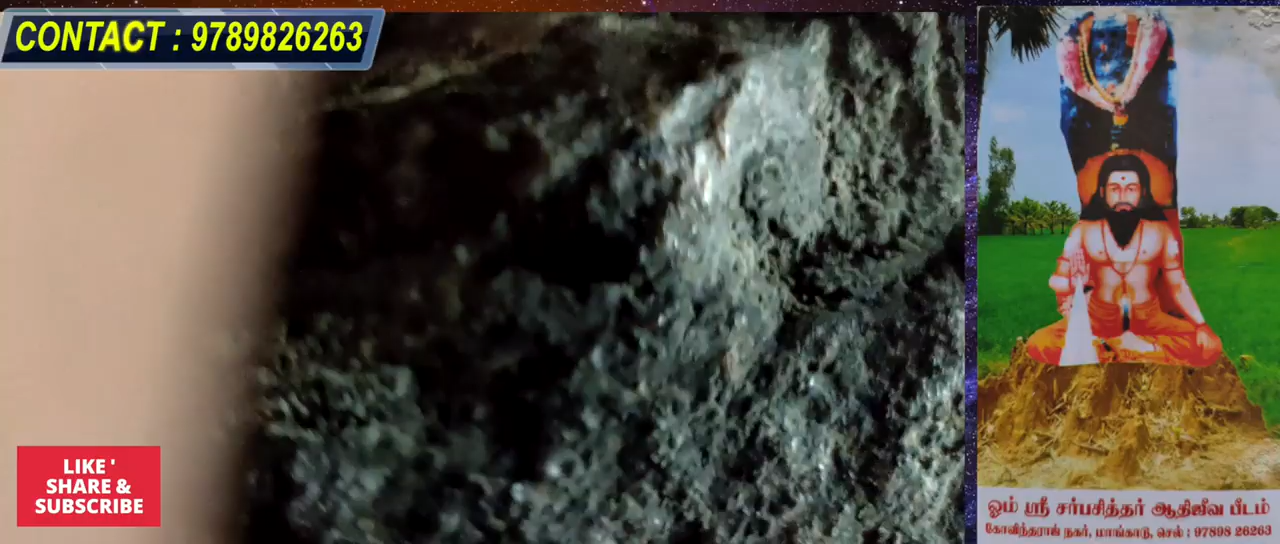 CONTACT : 9789826263
LIKE '
SHARE &
SUBSCRIBE
ஓம் ஸ்ரீ சர்பசித்தர் ஆதிஜீவ பீடம்
கோவிந்தராஜ் நகர், மாங்காடு, செல் : 97898 26263